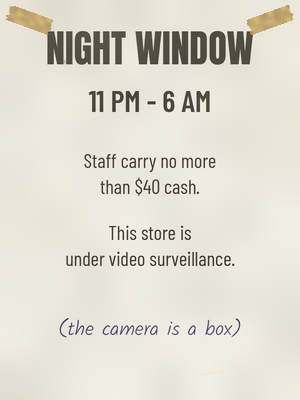 NIGHT WINDOW
11 PM - 6 AM
Staff carry no more
than $40 cash.
This store is
under video surveillance.
(the camera is a box)